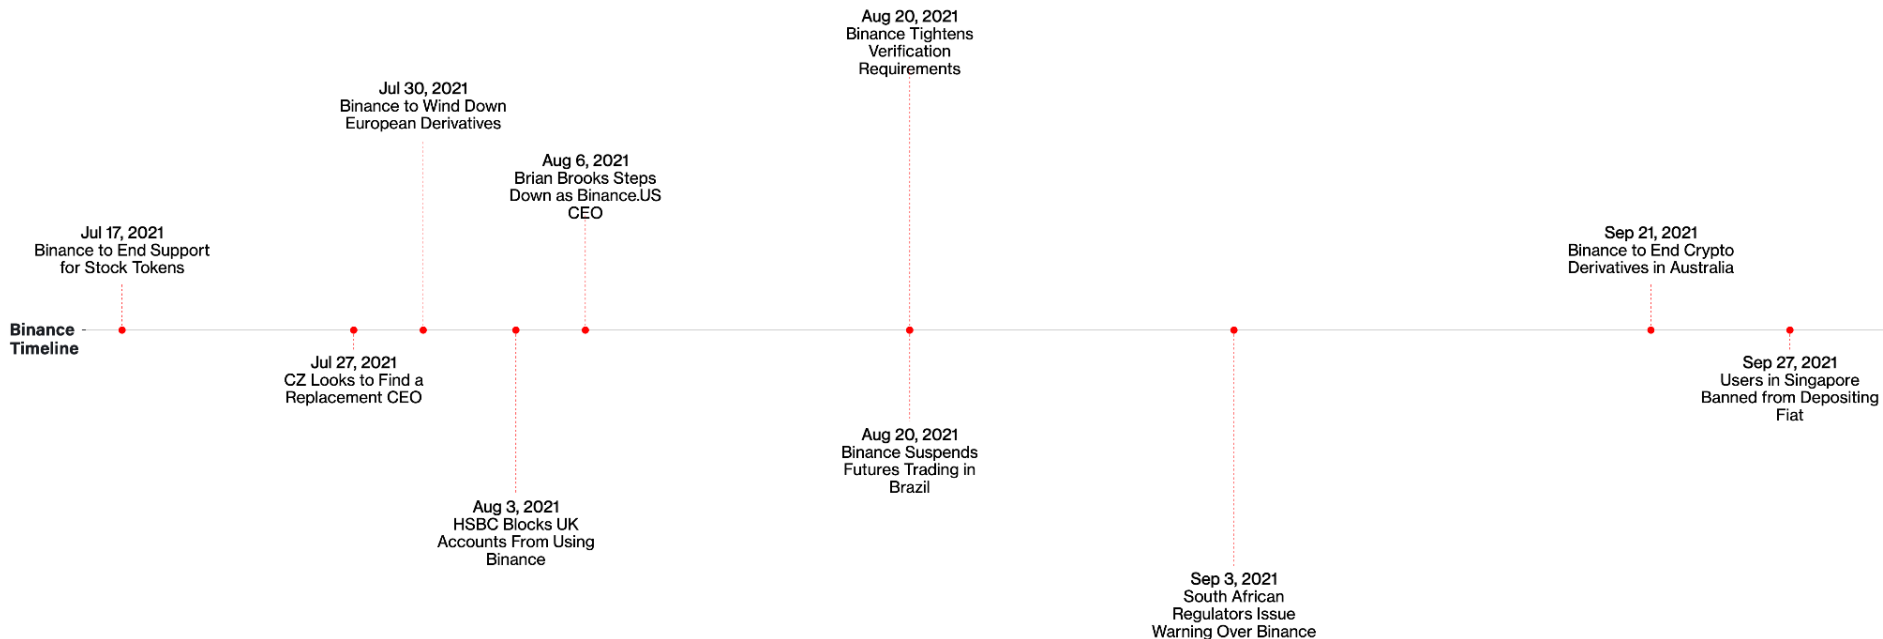 Aug 20, 2021
Binance Tightens
Verification
Requirements
Jul 30, 2021
Binance to Wind Down
European Derivatives
Aug 6, 2021
Brian Brooks Steps
Down as Binance.US
CEO
Jul 17, 2021
Binance to End Support
for Stock Tokens
Sep 21, 2021
Binance to End Crypto
Derivatives in Australia
Binance
Timeline
Jul 27, 2021
CZ Looks to Find a
Replacement CEO
Sep 27, 2021
Users in Singapore
Banned from Depositing
Fiat
Aug 20, 2021
Binance Suspends
Futures Trading in
Brazil
Aug 3, 2021
HSBC Blocks UK
Accounts From Using
Binance
Sep 3, 2021
South African
Regulators Issue
Warning Over Binance